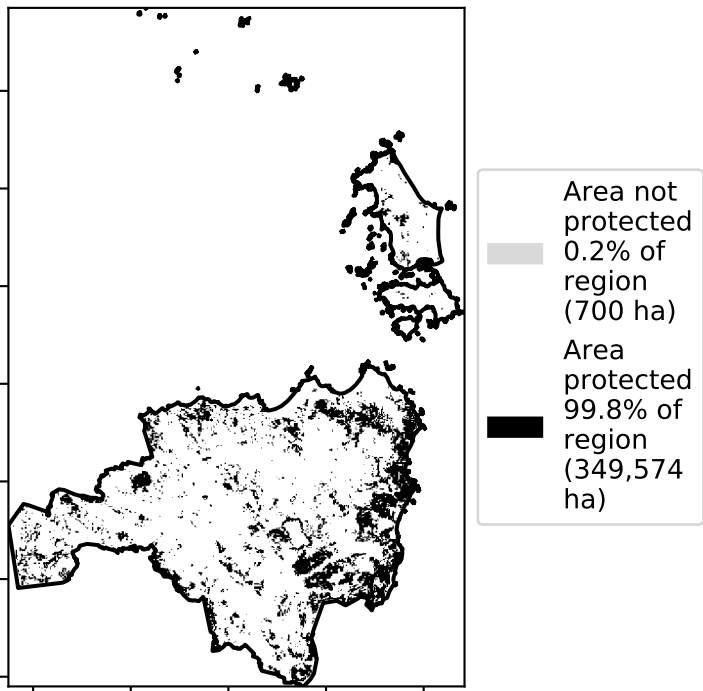 Area not
protected
0.2% of
region
(700 ha)
Area
protected
99.8% of
region
(349,574
ha)